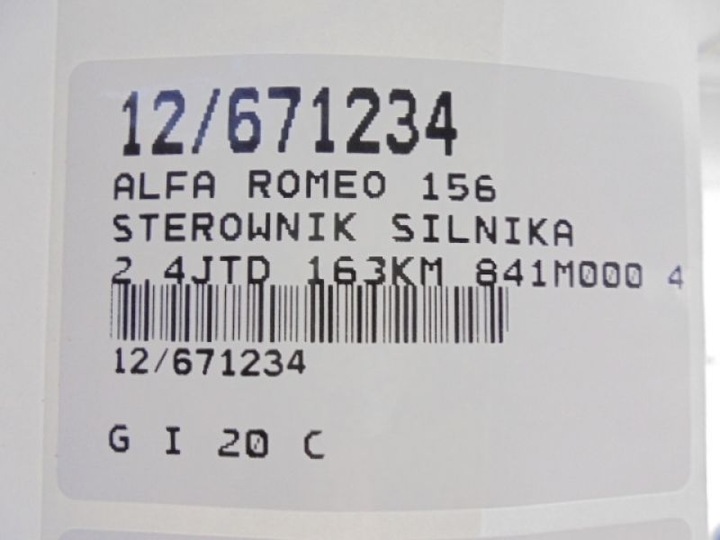 12/671234
ALFA ROMEO 156
STEROWNIK SILNIKA
2.4JTD 163KM 841M000 4
12/671234
G I 20 C